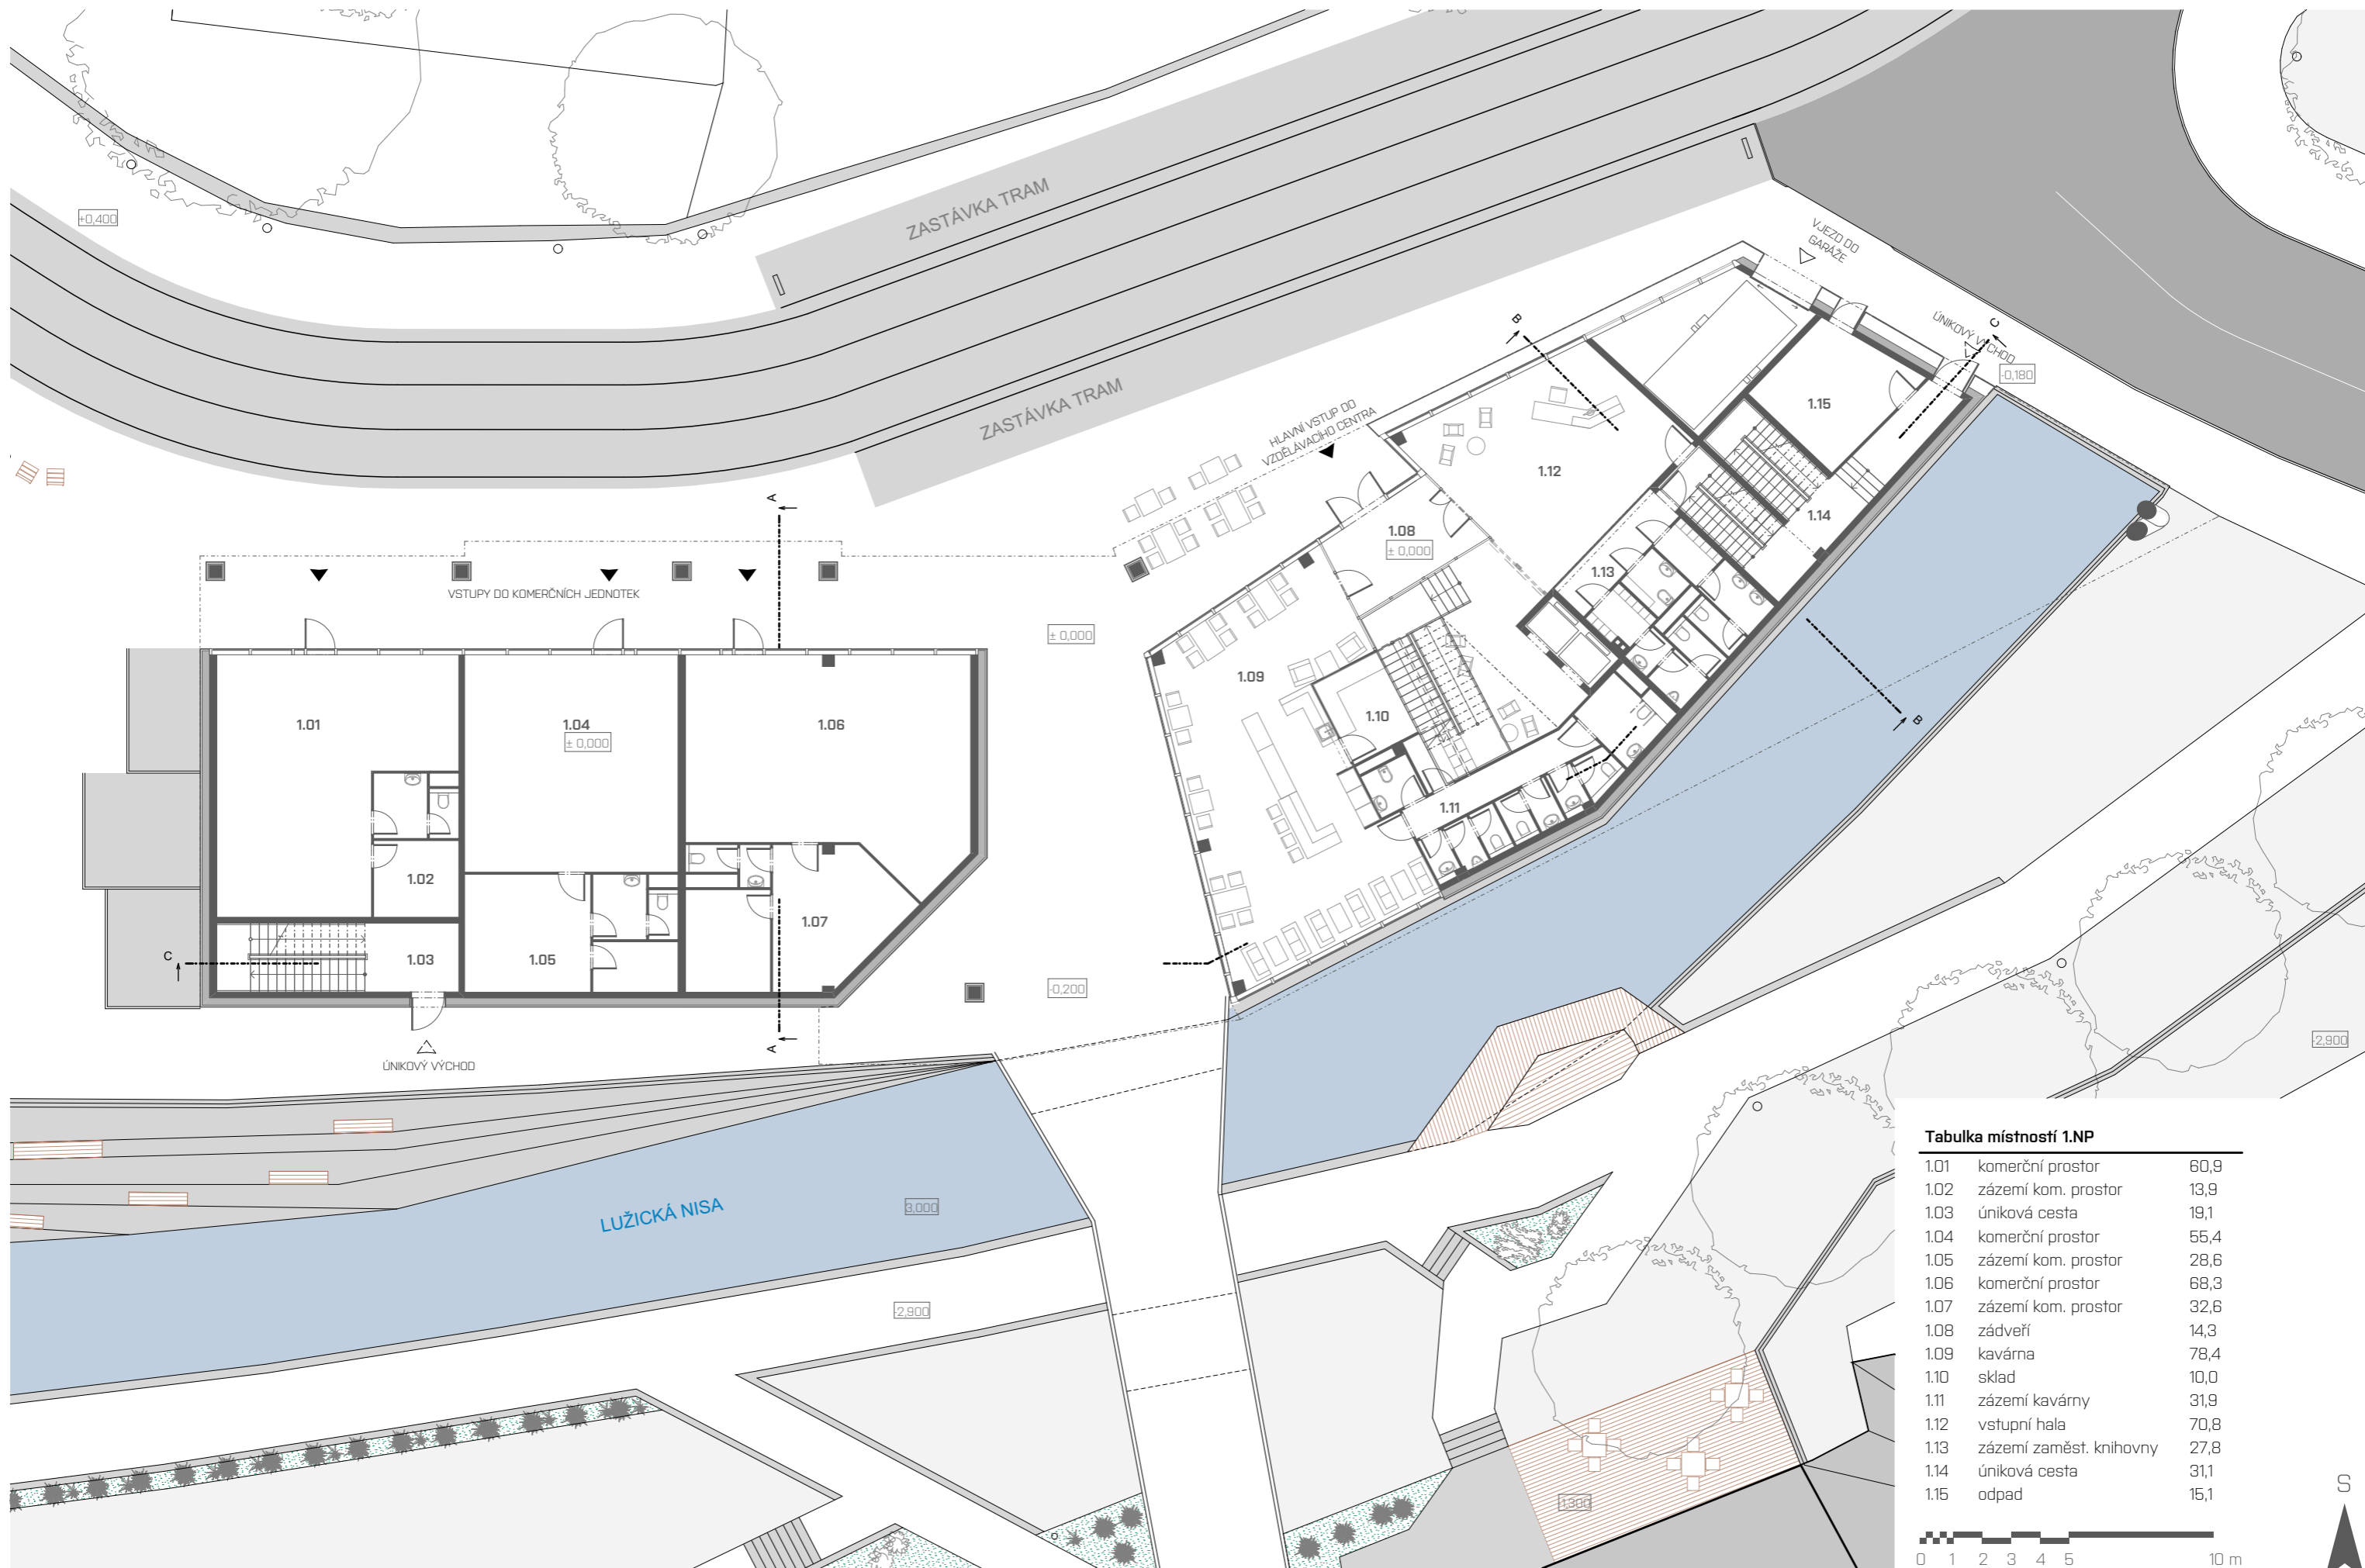 ZASTÁVKA TRAM
+0,400
VJEZD DO
GARÁŽE
B
ÚNIKOVÝ VÝCHOD
C
-0,180
ZASTÁVKA TRAM
HLAVNÍ VSTUP DO
VZDĚLÁVACÍHO CENTRA
1.15
1.12
A
1.14
1.08
± 0,000
1.13
VSTUPY DO KOMERČNÍCH JEDNOTEK
± 0,000
1.09
1.01
1.04
± 0,000
1.06
1.10
B
1.11
1.02
1.07
C
1.03
1.05
-0,200
A
ÚNIKOVÝ VÝCHOD
-2,900
LUŽICKÁ NISA
-3,000
-2,900
-1,300
Tabulka místností 1.NP
1.01 komerční prostor 60,9
1.02 zázemí kom. prostor 13,9
1.03 úniková cesta 19,1
1.04 komerční prostor 55,4
1.05 zázemí kom. prostor 28,6
1.06 komerční prostor 68,3
1.07 zázemí kom. prostor 32,6
1.08 zádveří 14,3
1.09 kavárna 78,4
1.10 sklad 10,0
1.11 zázemí kavárny 31,9
1.12 vstupní hala 70,8
1.13 zázemí zaměst. knihovny 27,8
1.14 úniková cesta 31,1
1.15 odpad 15,1
0 1 2 3 4 5 10 m
S